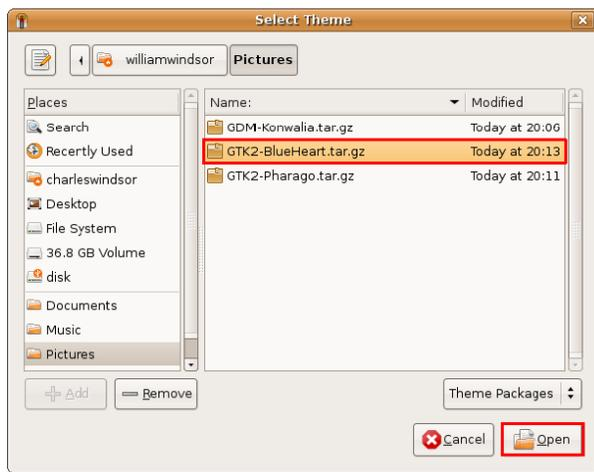 Select Theme
williamwindsor Pictures
Places
Search
Recently Used
charleswindsor
Desktop
File System
36.8 GB Volume
disk
Documents
Music
Pictures
Name: Modified
GDM-Konwalia.tar.gz Today at 20:06
GTK2-BlueHeart.tar.gz Today at 20:13
GTK2-Pharago.tar.gz Today at 20:11
Add Remove
Theme Packages
Cancel Open